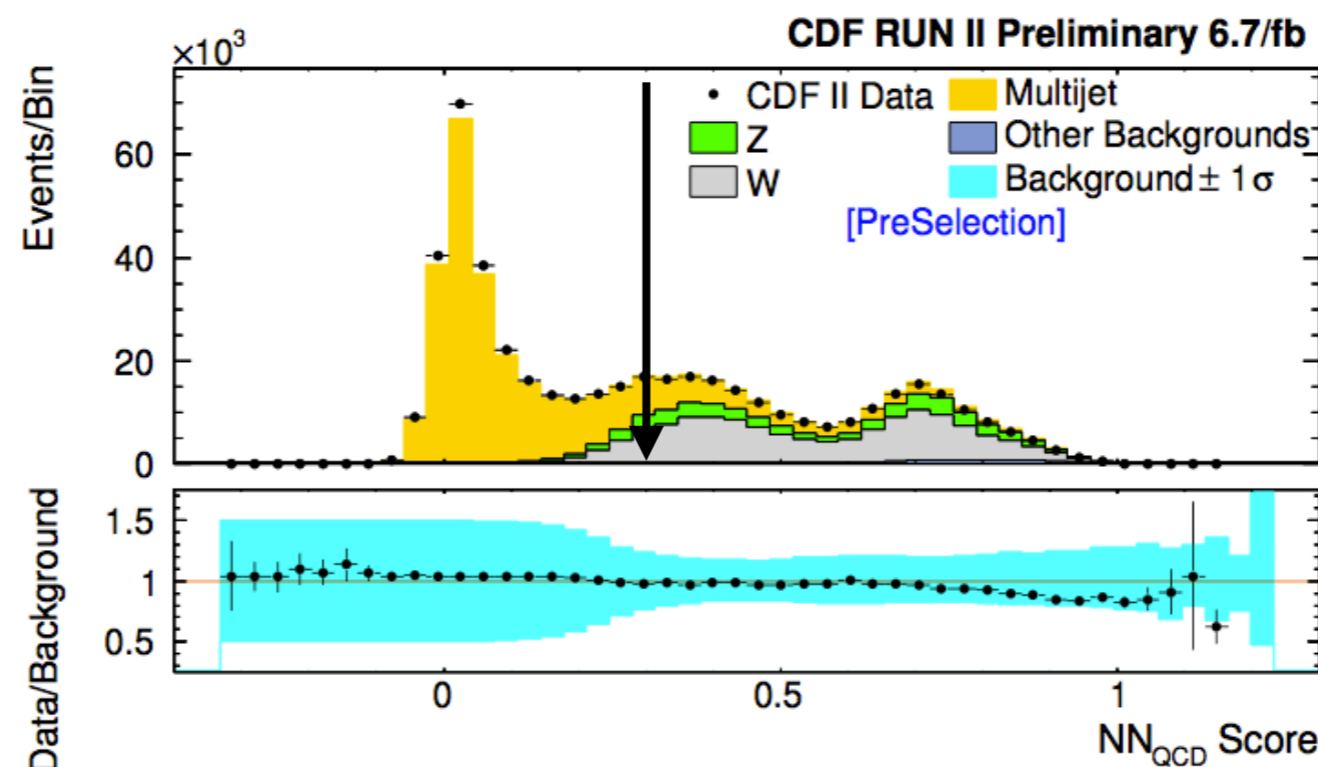 CDF RUN II Preliminary 6.7/fb
×10³
Events/Bin
60
40
20
0
CDF II Data
Multijet
Z
Other Backgrounds
W
Background ± 1σ
[PreSelection]
Data/Background
1.5
1
0.5
0
0.5
1
NN_QCD Score